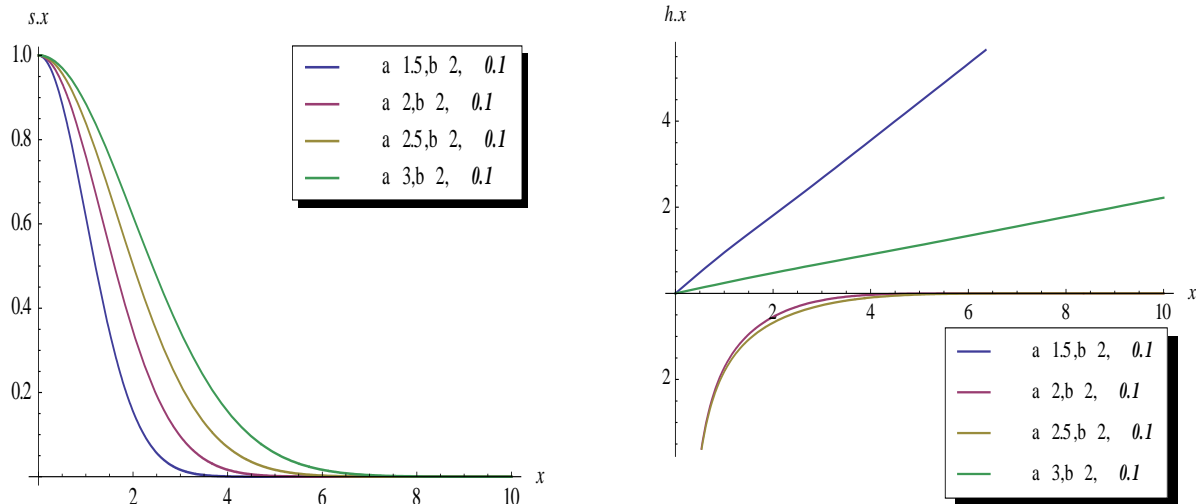 s.x
1.0
0.8
0.6
0.4
0.2
2 4 6 8 10 x
a 1.5,b 2, 0.1
a 2,b 2, 0.1
a 2.5,b 2, 0.1
a 3,b 2, 0.1
h.x
4
2
2 4 6 8 10 x
2
a 1.5,b 2, 0.1
a 2,b 2, 0.1
a 2.5,b 2, 0.1
a 3,b 2, 0.1